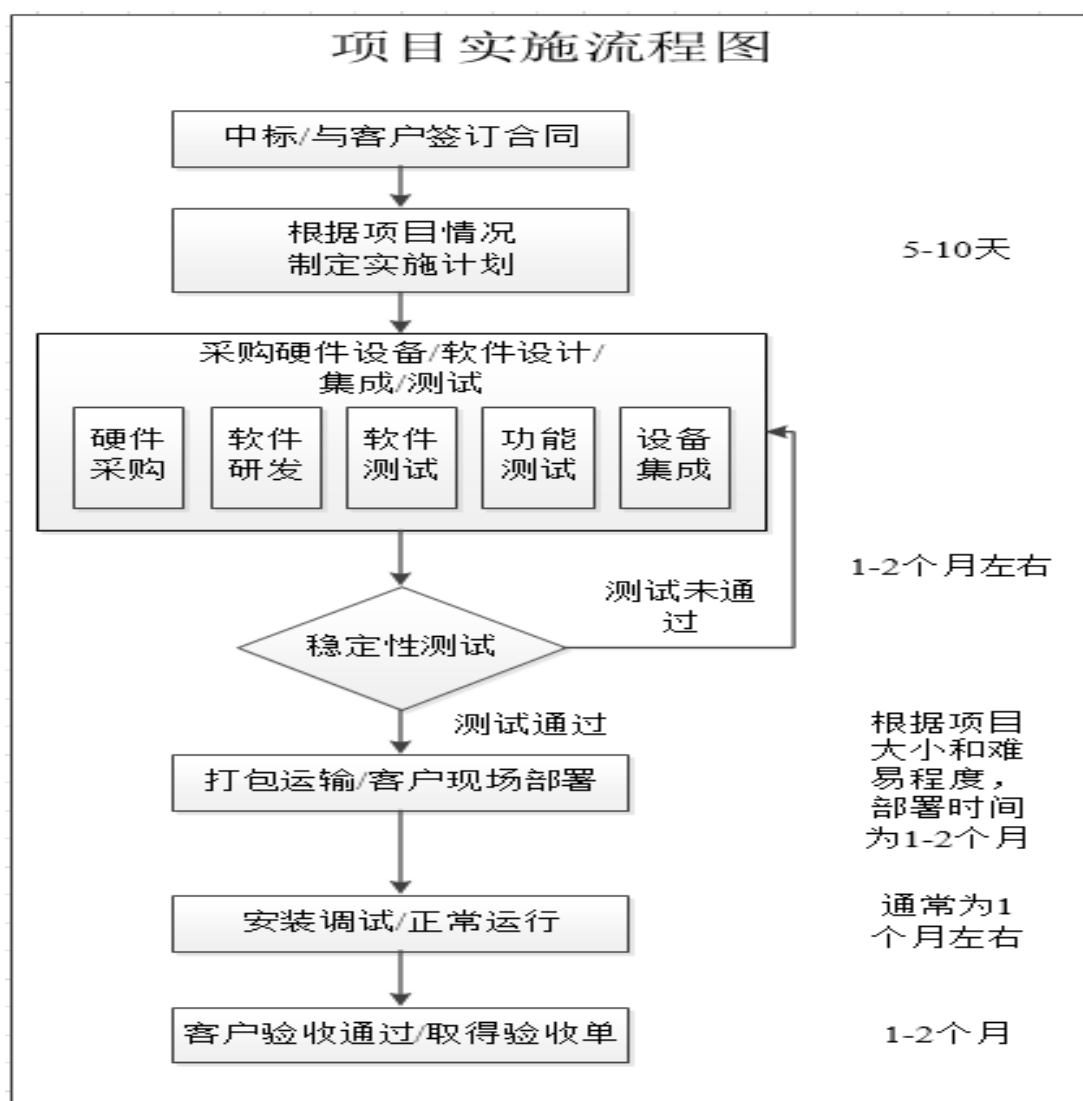 项目实施流程图
中标/与客户签订合同
根据项目情况
制定实施计划
5-10天
采购硬件设备/软件设计/
集成/测试
硬件
采购
软件
研发
软件
测试
功能
测试
设备
集成
1-2个月左右
测试未通
过
稳定性测试
测试通过
根据项目
大小和难
易程度，
部署时间
为1-2个月
打包运输/客户现场部署
安装调试/正常运行
通常为1
个月左右
客户验收通过/取得验收单
1-2个月